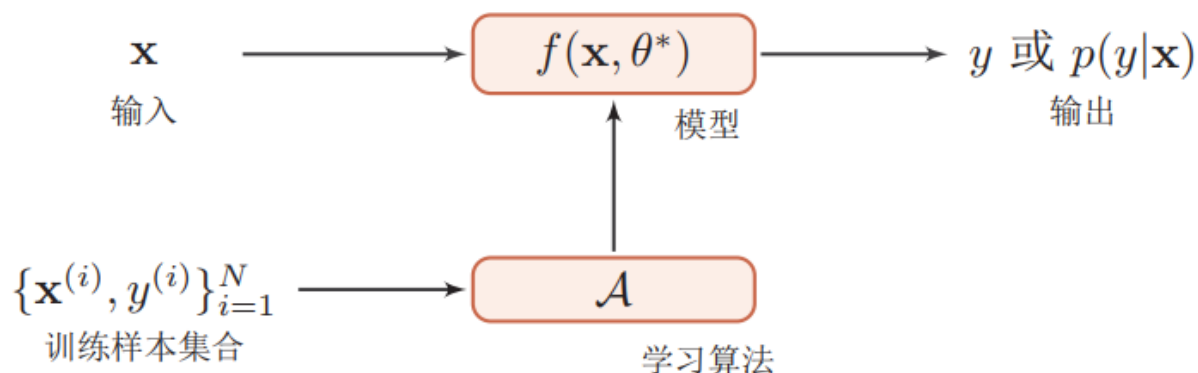 x
f(x, θ*)
y 或 p(y|x)
输入
模型
输出
{x^{(i)}, y^{(i)}}_{i=1}^{N}
A
训练样本集合
学习算法